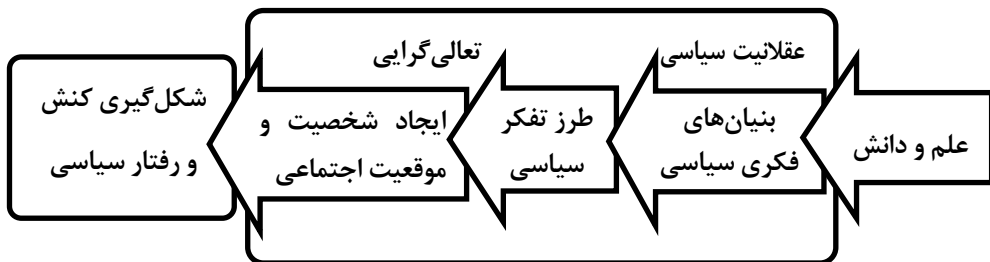 عقلانیت سیاسی
تعالی‌گرایی
علم و دانش
بنیان‌های
فکری سیاسی
طرز تفکر
سیاسی
ایجاد شخصیت و
موقعیت اجتماعی
شکل‌گیری کنش
و رفتار سیاسی